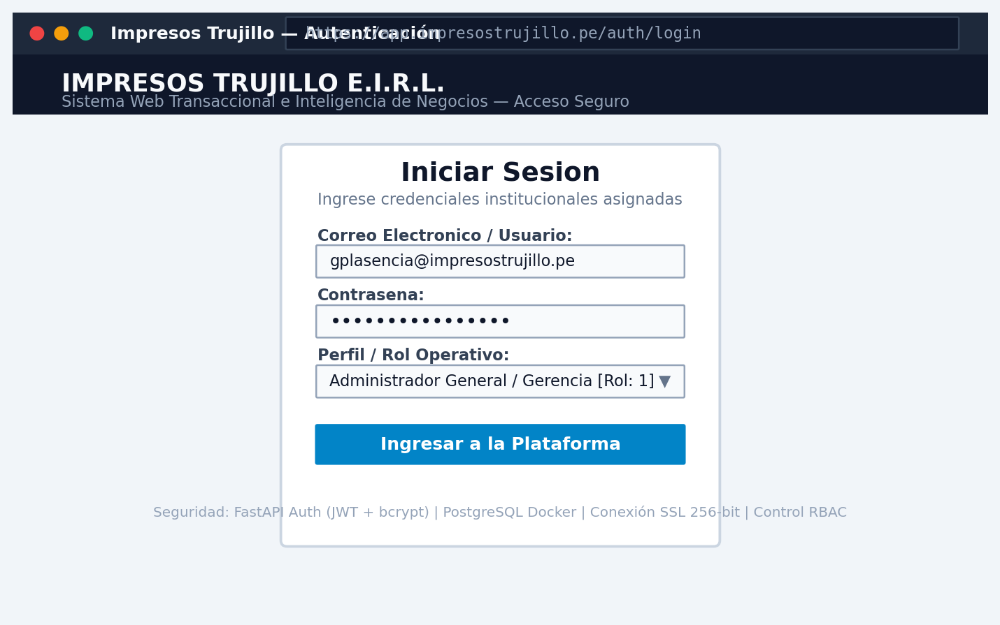 Impresos Trujillo — Autenticación
https://app.impresostrujillo.pe/auth/login
IMPRESOS TRUJILLO E.I.R.L.
Sistema Web Transaccional e Inteligencia de Negocios — Acceso Seguro
Iniciar Sesion
Ingrese credenciales institucionales asignadas
Correo Electronico / Usuario:
gplasencia@impresostrujillo.pe
Contrasena:
••••••••••••••••
Perfil / Rol Operativo:
Administrador General / Gerencia [Rol: 1] ▼
Ingresar a la Plataforma
Seguridad: FastAPI Auth (JWT + bcrypt) | PostgreSQL Docker | Conexión SSL 256-bit | Control RBAC